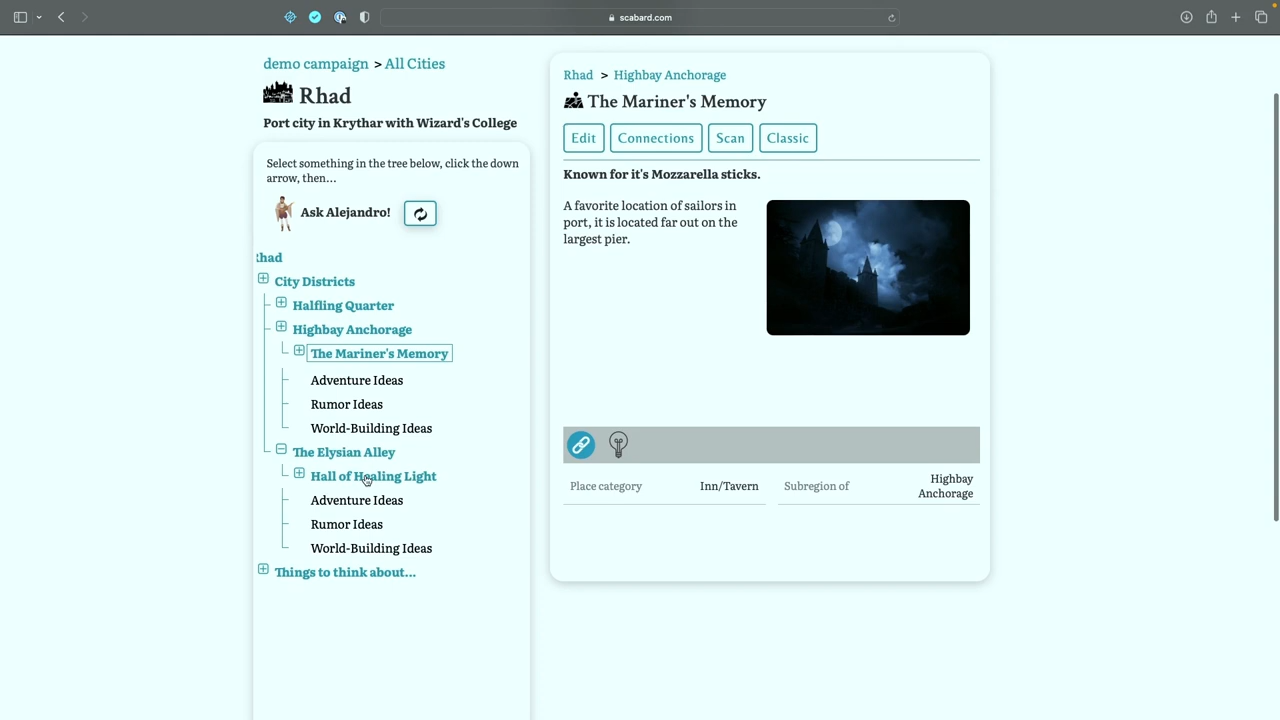 scabard.com
demo campaign > All Cities
Rhad
Port city in Krythar with Wizard's College
Select something in the tree below, click the down
arrow, then...
Ask Alejandro!
Rhad > Highbay Anchorage
The Mariner's Memory
Edit Connections Scan Classic
Known for it's Mozzarella sticks.
A favorite location of sailors in
port, it is located far out on the
largest pier.
Place category Inn/Tavern Subregion of Highbay
Anchorage
had
City Districts
Halfling Quarter
Highbay Anchorage
The Mariner's Memory
Adventure Ideas
Rumor Ideas
World-Building Ideas
The Elysian Alley
Hall of Healing Light
Adventure Ideas
Rumor Ideas
World-Building Ideas
Things to think about...